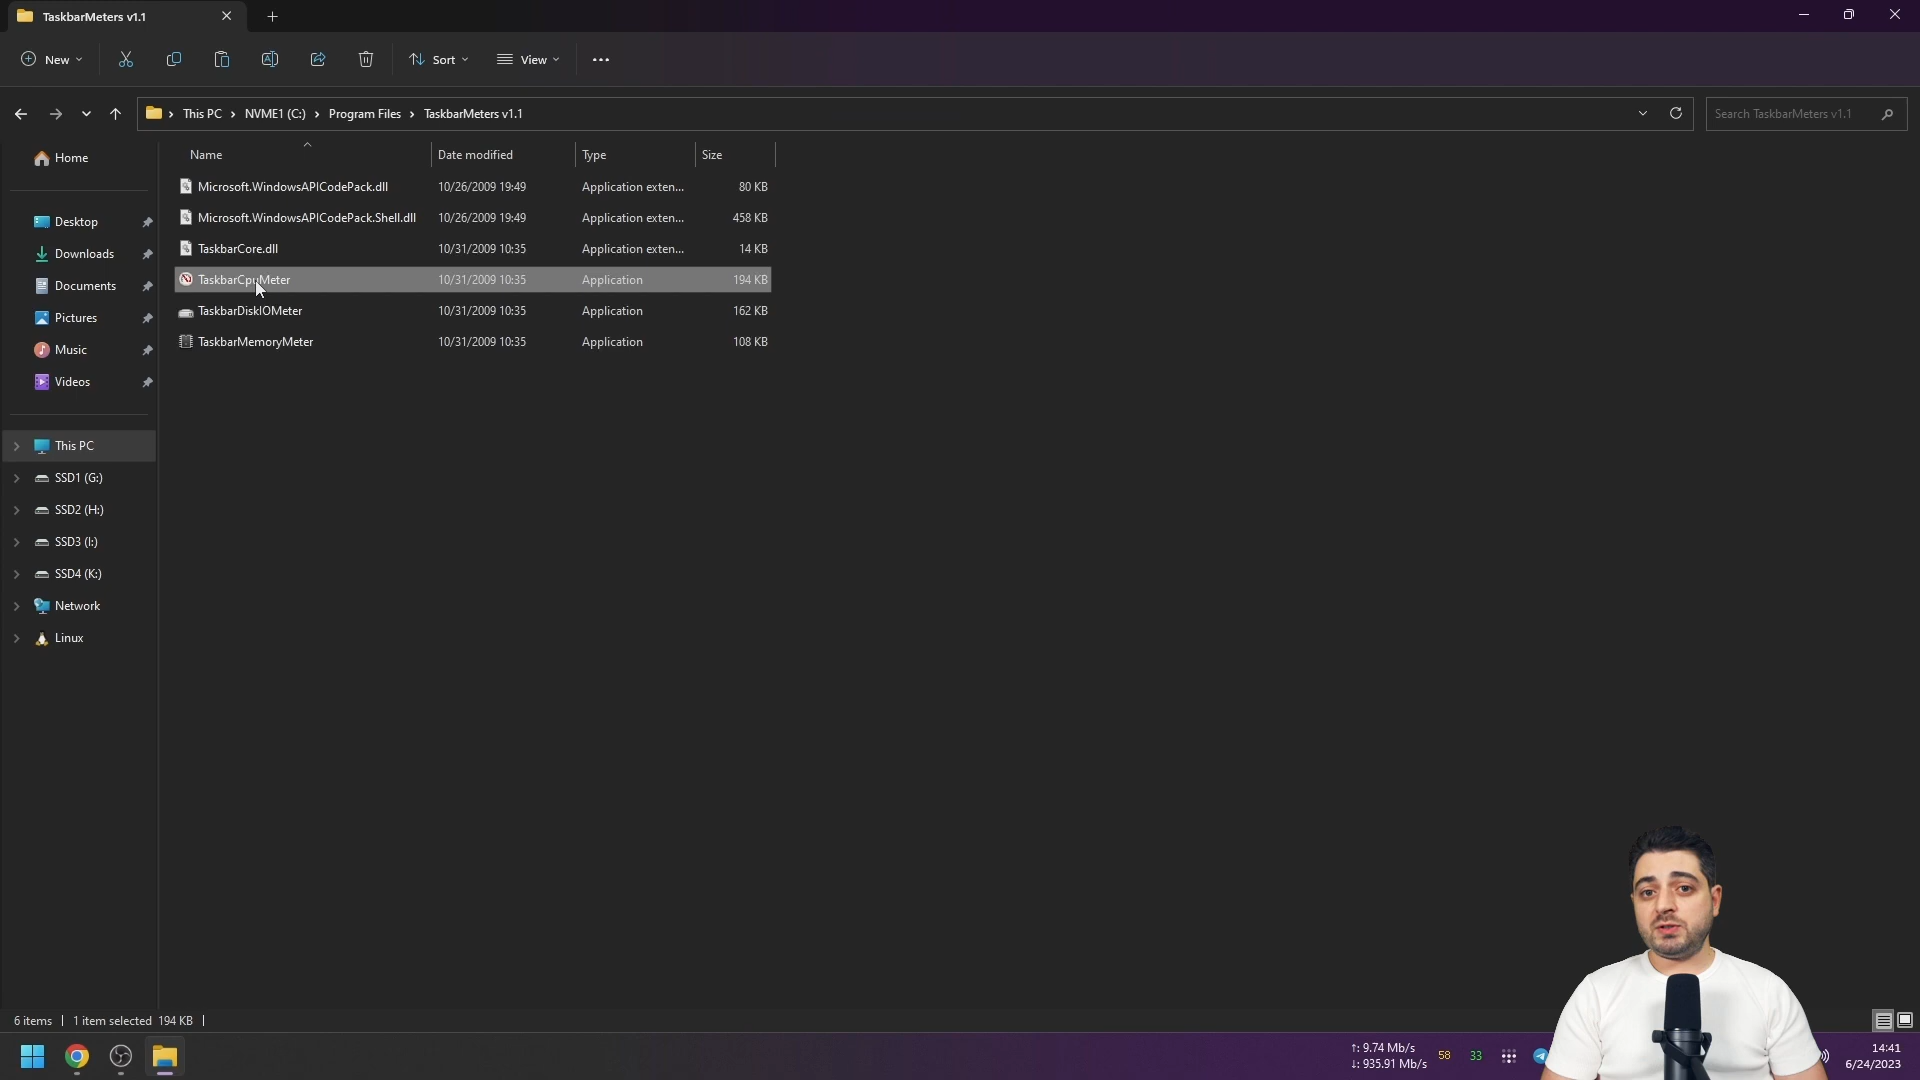 TaskbarMeters v1.1
New
Sort
View
This PC
NVME1 (C:)
Program Files
TaskbarMeters v1.1
Search TaskbarMeters v1.1
Home
Desktop
Downloads
Documents
Pictures
Music
Videos
This PC
SSD1 (G:)
SSD2 (H:)
SSD3 (I:)
SSD4 (K:)
Network
Linux
Name Date modified Type Size
Microsoft.WindowsAPICodePack.dll 10/26/2009 19:49 Application exten... 80 KB
Microsoft.WindowsAPICodePack.Shell.dll 10/26/2009 19:49 Application exten... 458 KB
TaskbarCore.dll 10/31/2009 10:35 Application exten... 14 KB
TaskbarCpuMeter 10/31/2009 10:35 Application 194 KB
TaskbarDiskIOMeter 10/31/2009 10:35 Application 162 KB
TaskbarMemoryMeter 10/31/2009 10:35 Application 108 KB
6 items 1 item selected 194 KB
↑: 9.74 Mb/s
↓: 935.91 Mb/s
58
33
14:41
6/24/2023